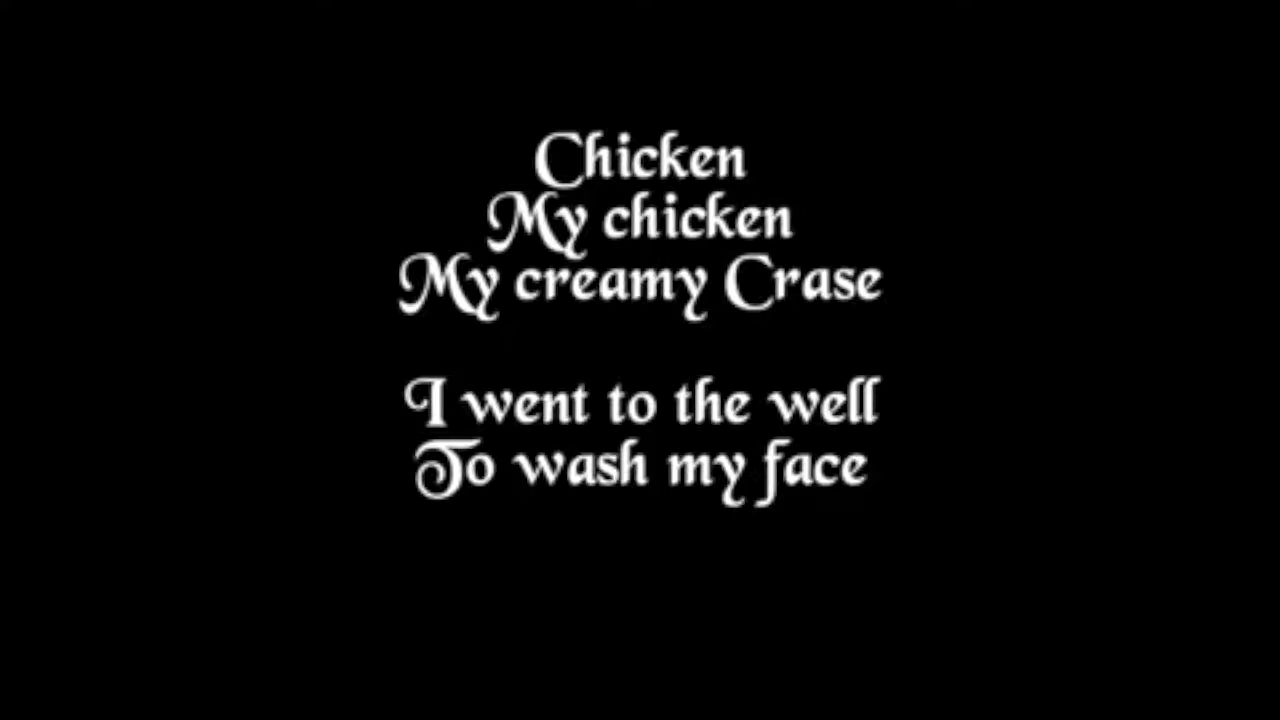 Chicken
My chicken
My creamy Crase
I went to the well
To wash my face